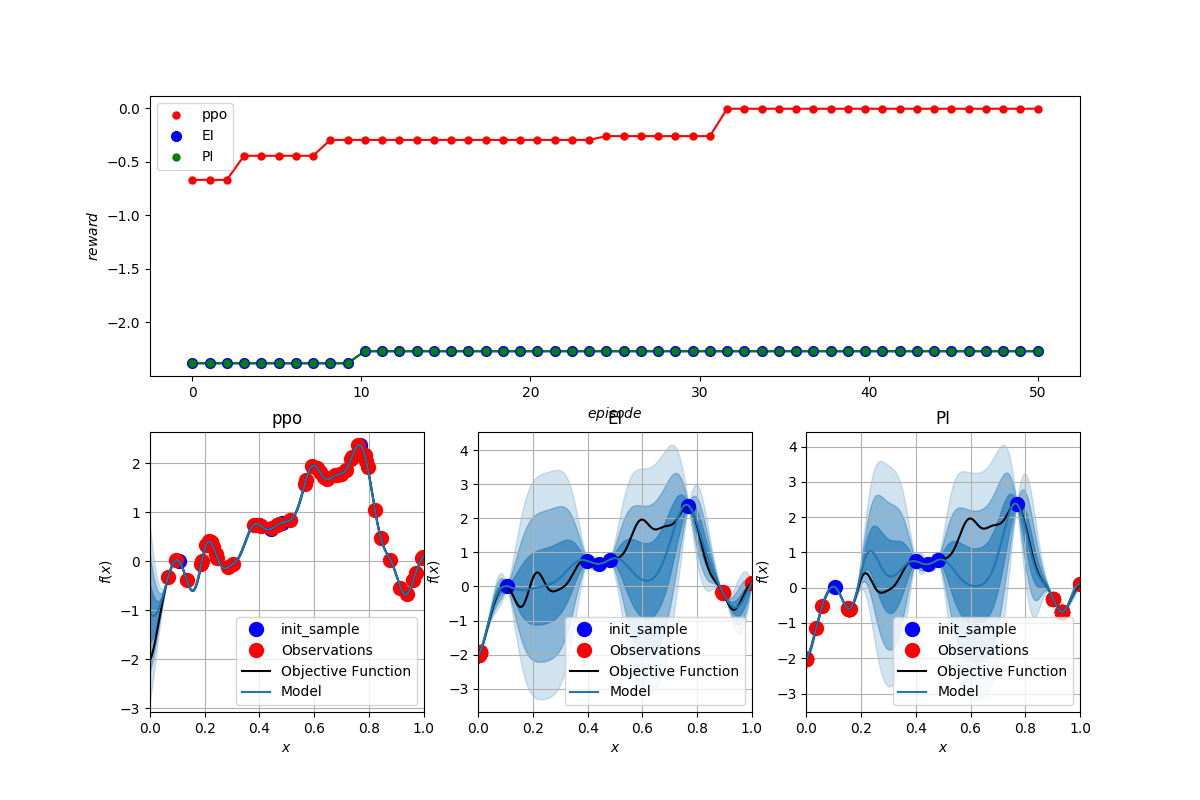 0.0
−0.5
−1.0
−1.5
−2.0
reward
ppo
EI
PI
0 10 20 30 40 50
episode
ppo
2
1
0
−1
−2
−3
f(x)
init_sample
Observations
Objective Function
Model
0.0 0.2 0.4 0.6 0.8 1.0
x
EI
4
3
2
1
0
−1
−2
−3
f(x)
init_sample
Observations
Objective Function
Model
0.0 0.2 0.4 0.6 0.8 1.0
x
PI
4
3
2
1
0
−1
−2
−3
f(x)
init_sample
Observations
Objective Function
Model
0.0 0.2 0.4 0.6 0.8 1.0
x